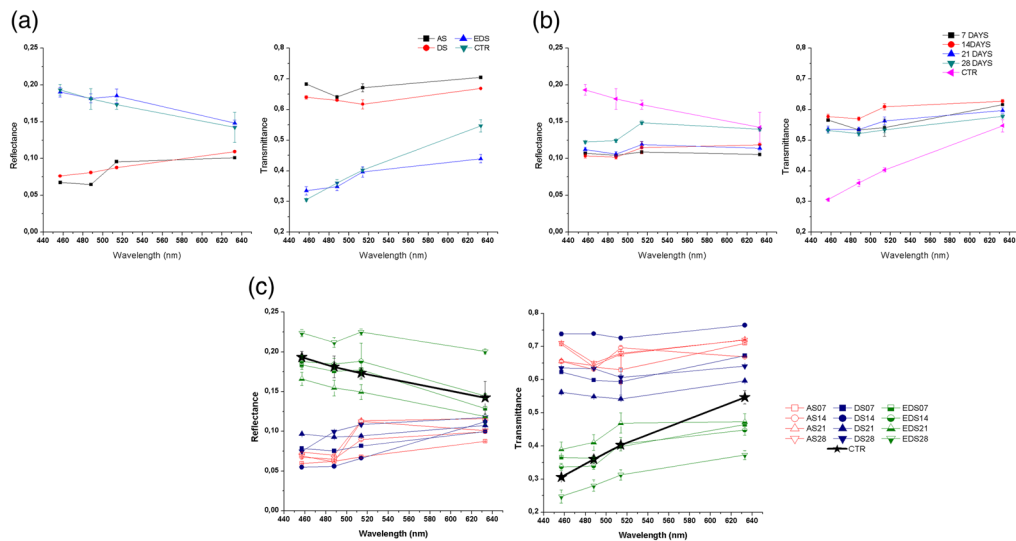 (a)
AS
DS
EDS
CTR
Reflectance
0,25
0,20
0,15
0,10
0,05
0,00
440 460 480 500 520 540 560 580 600 620 640
Wavelength (nm)
Transmittance
0,8
0,7
0,6
0,5
0,4
0,3
0,2
440 460 480 500 520 540 560 580 600 620 640
Wavelength (nm)
(b)
7 DAYS
14DAYS
21 DAYS
28 DAYS
CTR
Reflectance
0,25
0,20
0,15
0,10
0,05
0,00
440 460 480 500 520 540 560 580 600 620 640
Wavelength (nm)
Transmittance
0,8
0,7
0,6
0,5
0,4
0,3
0,2
440 460 480 500 520 540 560 580 600 620 640
Wavelength (nm)
(c)
Reflectance
0,25
0,20
0,15
0,10
0,05
0,00
440 460 480 500 520 540 560 580 600 620 640
Wavelength (nm)
Transmittance
0,8
0,7
0,6
0,5
0,4
0,3
0,2
440 460 480 500 520 540 560 580 600 620 640
Wavelength (nm)
AS07 DS07 EDS07
AS14 DS14 EDS14
AS21 DS21 EDS21
AS28 DS28 EDS28
CTR